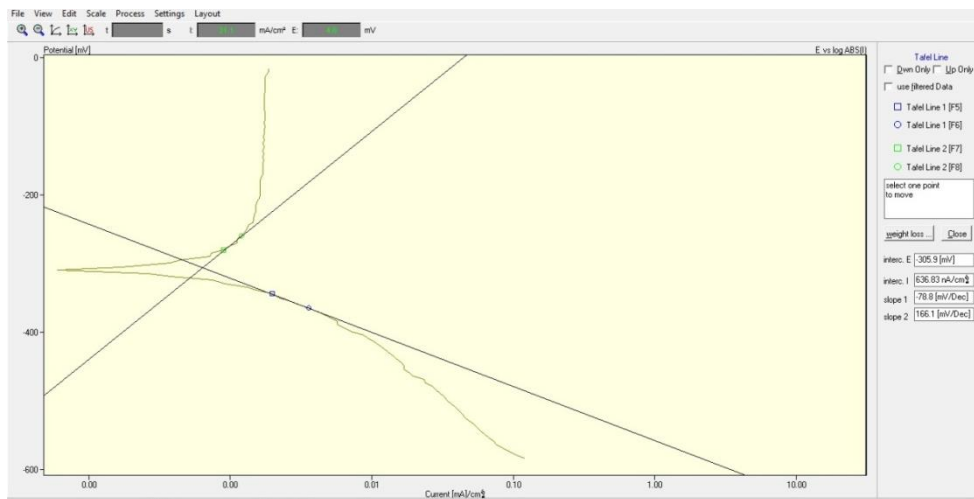 File View Edit Scale Process Settings Layout
t s I: mA/cm² E: mV
Potential [mV]
E vs log ABS(I)
0
-200
-400
-600
0.00 0.00 0.01 0.10 1.00 10.00
Current [mA]/cm²
Tafel Line
Dwn Only Up Only
use filtered Data
Tafel Line 1 [F5]
Tafel Line 1 [F6]
Tafel Line 2 [F7]
Tafel Line 2 [F8]
select one point
to move
weight loss ... Close
interc. E -305.9 [mV]
interc. I 636.83 nA/cm²
slope 1 -78.8 [mV/Dec]
slope 2 166.1 [mV/Dec]